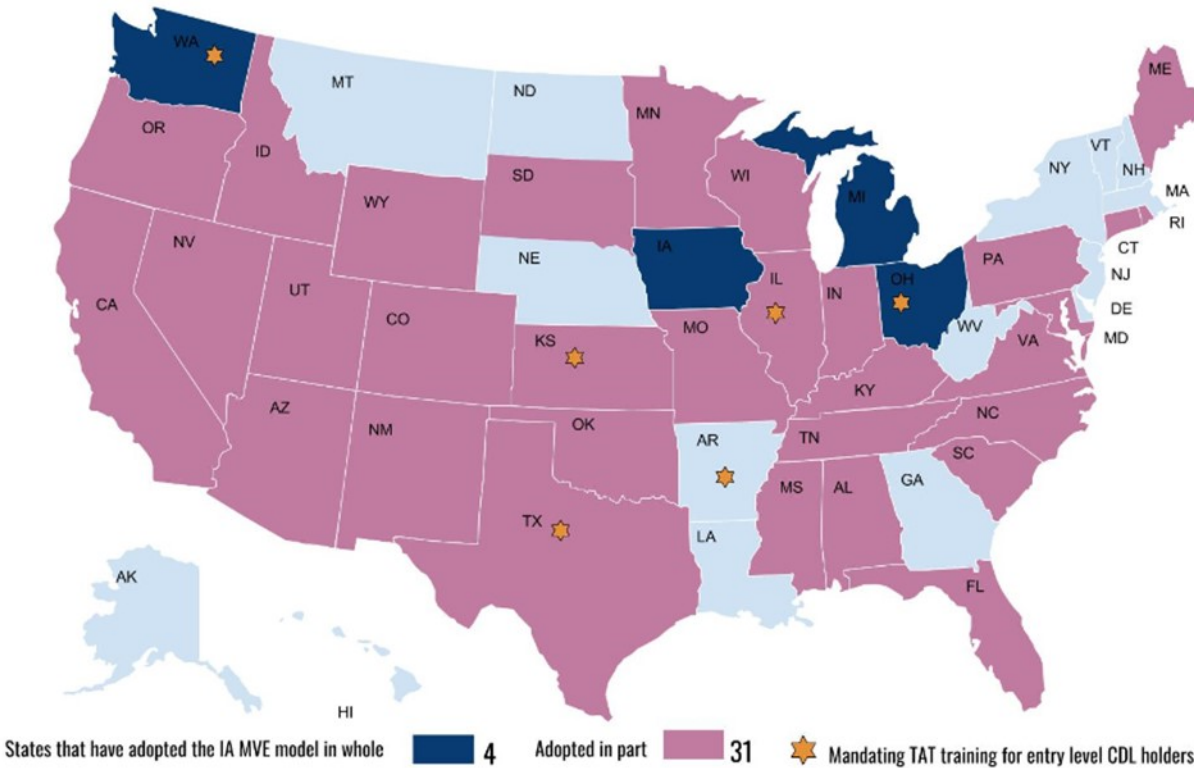 WA
MT
ND
MN
ME
OR
ID
SD
WI
MI
NY
VT
NH
MA
RI
CT
WY
NV
NE
IA
PA
NJ
UT
CA
CO
IL
IN
OH
DE
MD
WV
VA
MO
KS
KY
AZ
NM
OK
AR
TN
NC
SC
MS
AL
GA
TX
LA
FL
AK
HI
States that have adopted the IA MVE model in whole 4 Adopted in part 31 Mandating TAT training for entry level CDL holders